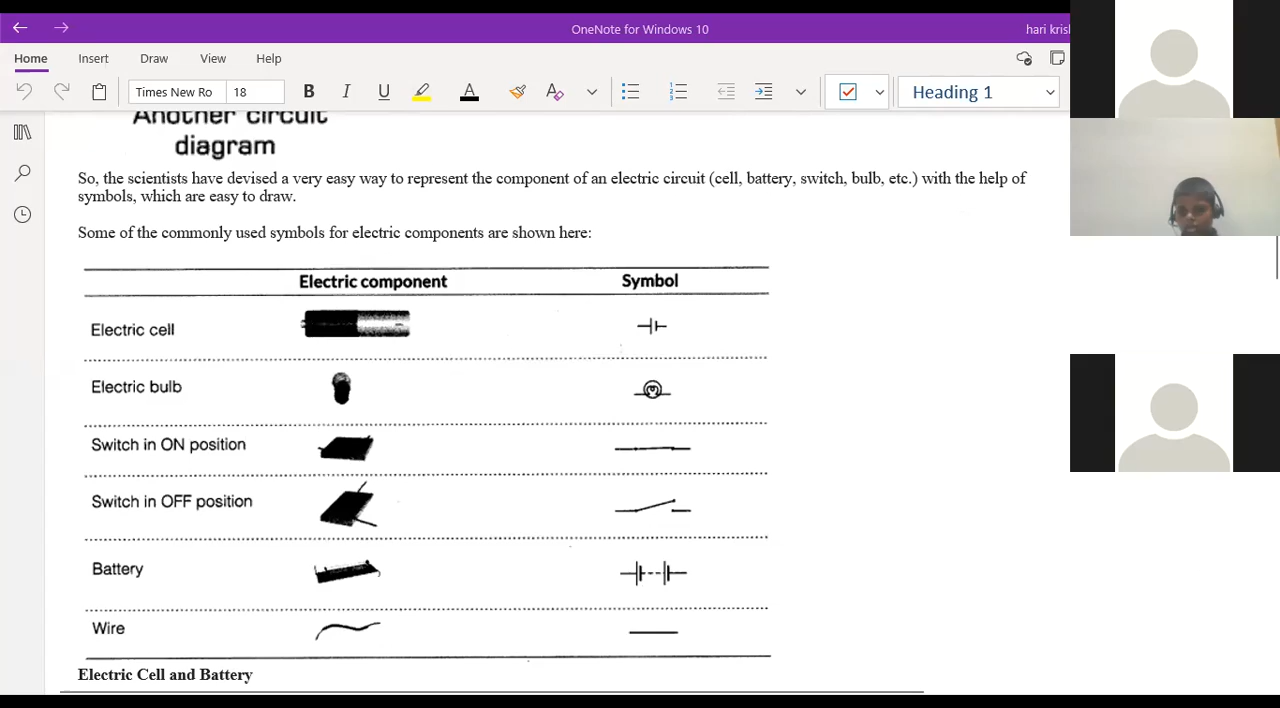 OneNote for Windows 10
hari krish
Home Insert Draw View Help
Times New Ro 18 B I U A A Heading 1
Another circuit
diagram
So, the scientists have devised a very easy way to represent the component of an electric circuit (cell, battery, switch, bulb, etc.) with the help of
symbols, which are easy to draw.
Some of the commonly used symbols for electric components are shown here:
Electric component Symbol
Electric cell
Electric bulb
Switch in ON position
Switch in OFF position
Battery
Wire
Electric Cell and Battery